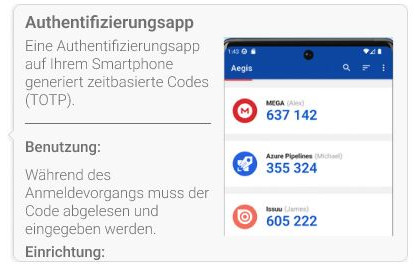 Authentifizierungsapp
Eine Authentifizierungsapp
auf Ihrem Smartphone
generiert zeitbasierte Codes
(TOTP).
Benutzung:
Während des
Anmeldevorgangs muss der
Code abgelesen und
eingegeben werden.
Einrichtung:
1:43
Aegis
MEGA (Alex)
637 142
Azure Pipelines (Michael)
355 324
Issuu (James)
605 222